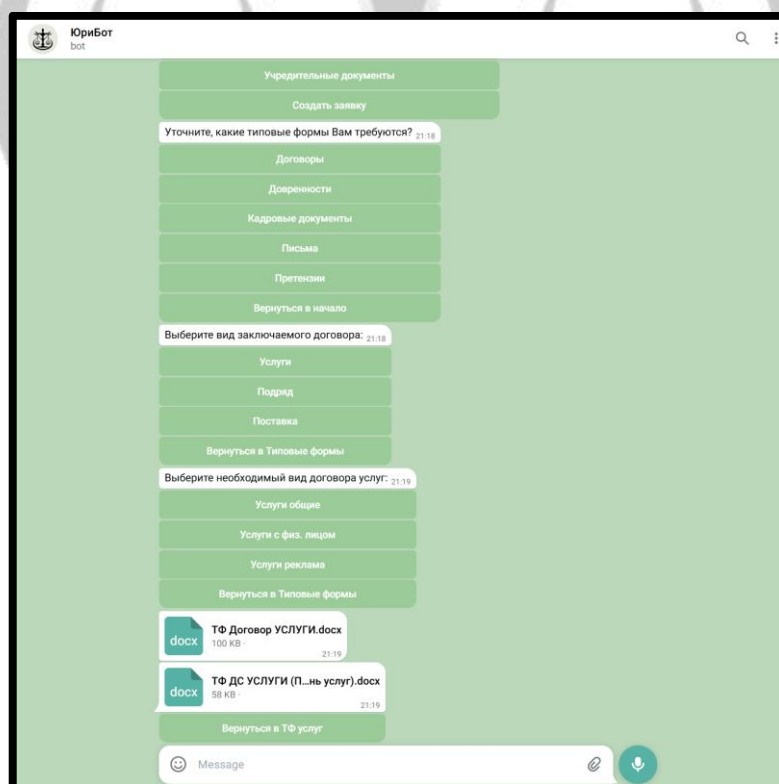 ЮриБот
bot
Учредительные документы
Создать заявку
Уточните, какие типовые формы Вам требуются? 21:18
Договоры
Довренности
Кадровые документы
Письма
Претензии
Вернуться в начало
Выберите вид заключаемого договора: 21:18
Услуги
Подряд
Поставка
Вернуться в Типовые формы
Выберите необходимый вид договора услуг: 21:19
Услуги общие
Услуги с физ. лицом
Услуги реклама
Вернуться в Типовые формы
docx
ТФ Договор УСЛУГИ.docx
100 KB ·
21:19
docx
ТФ ДС УСЛУГИ (П...нь услуг).docx
58 KB ·
21:19
Вернуться в ТФ услуг
Message